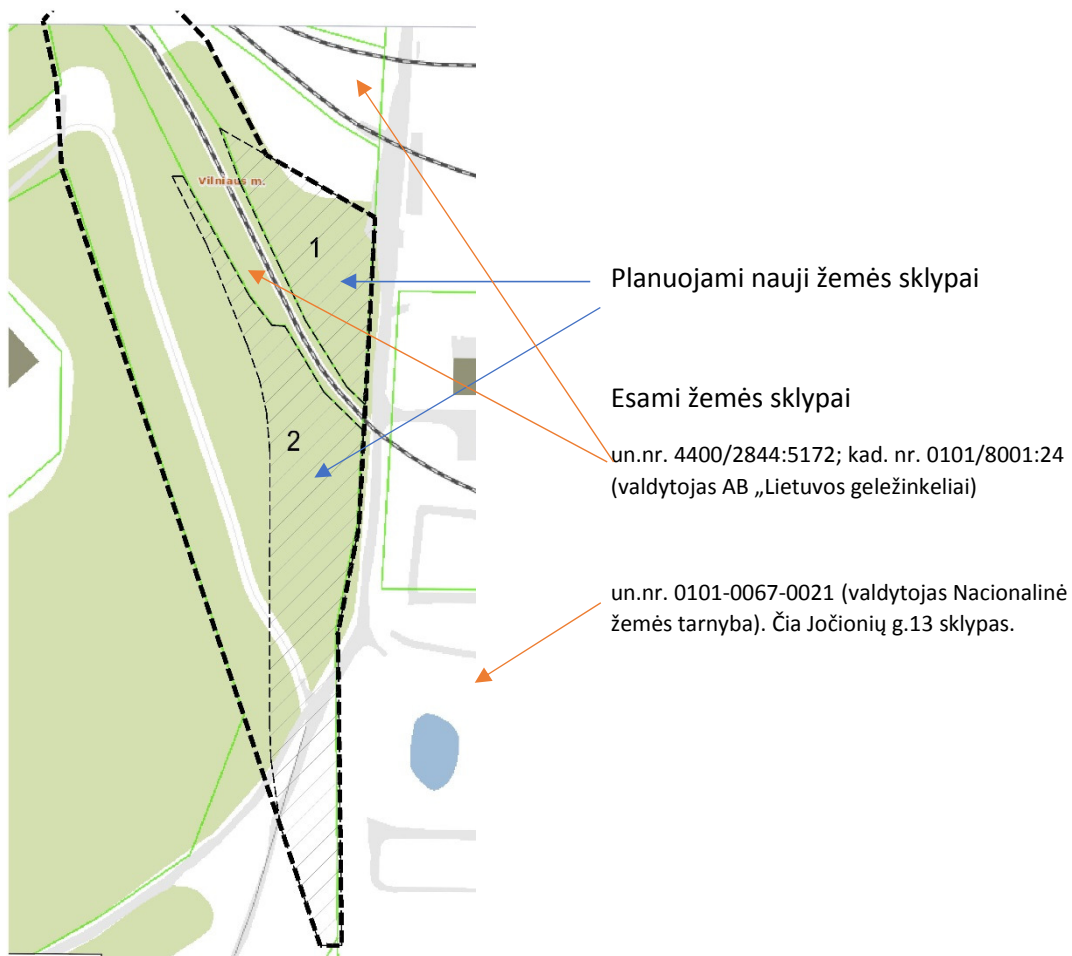 Vilniaus m.
1
2
Planuojami nauji žemės sklypai
Esami žemės sklypai
un.nr. 4400/2844:5172; kad. nr. 0101/8001:24
(valdytojas AB „Lietuvos geležinkeliai)
un.nr. 0101-0067-0021 (valdytojas Nacionalinė
žemės tarnyba). Čia Jočionių g.13 sklypas.